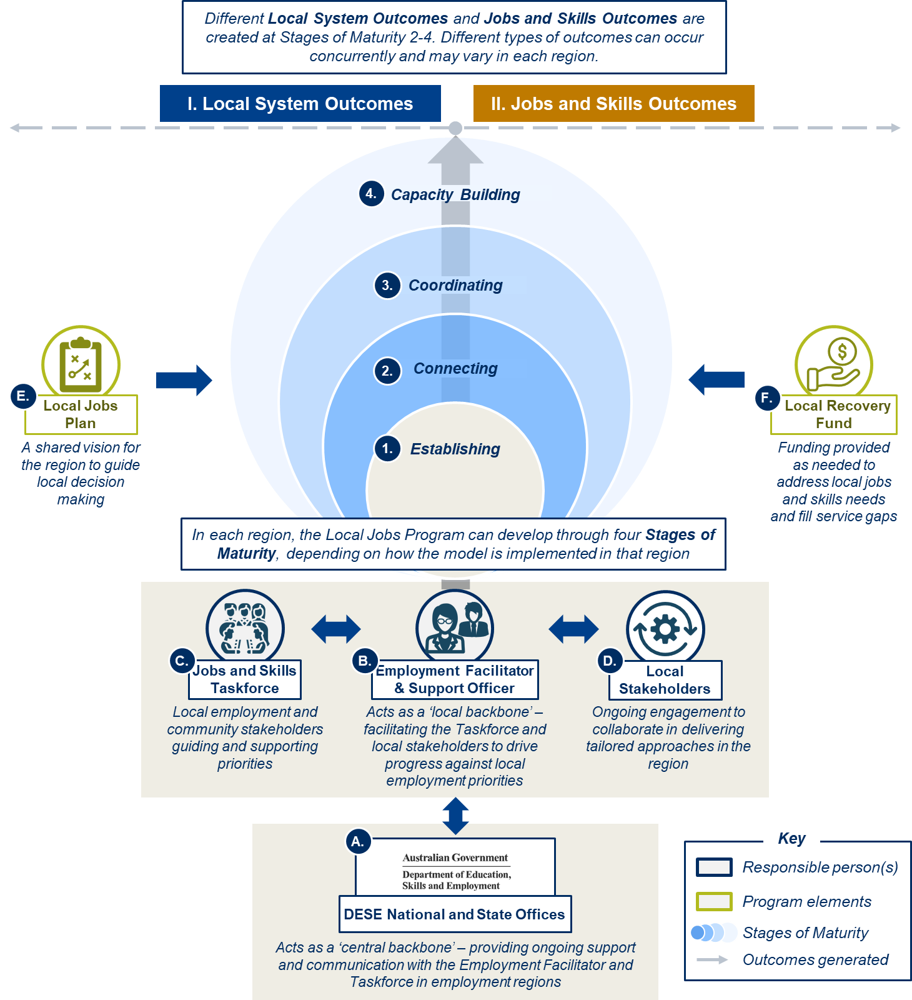 Different Local System Outcomes and Jobs and Skills Outcomes are
created at Stages of Maturity 2-4. Different types of outcomes can occur
concurrently and may vary in each region.
I. Local System Outcomes
II. Jobs and Skills Outcomes
4. Capacity Building
3. Coordinating
2. Connecting
1. Establishing
E.
Local Jobs
Plan
A shared vision for
the region to guide
local decision
making
F.
Local Recovery
Fund
Funding provided
as needed to
address local jobs
and skills needs
and fill service gaps
In each region, the Local Jobs Program can develop through four Stages of
Maturity, depending on how the model is implemented in that region
C.
Jobs and Skills
Taskforce
Local employment and
community stakeholders
guiding and supporting
priorities
B.
Employment Facilitator
& Support Officer
Acts as a ‘local backbone’ –
facilitating the Taskforce and
local stakeholders to drive
progress against local
employment priorities
D.
Local
Stakeholders
Ongoing engagement to
collaborate in delivering
tailored approaches in the
region
A.
Australian Government
Department of Education,
Skills and Employment
DESE National and State Offices
Acts as a ‘central backbone’ – providing ongoing support
and communication with the Employment Facilitator and
Taskforce in employment regions
Key
Responsible person(s)
Program elements
Stages of Maturity
Outcomes generated